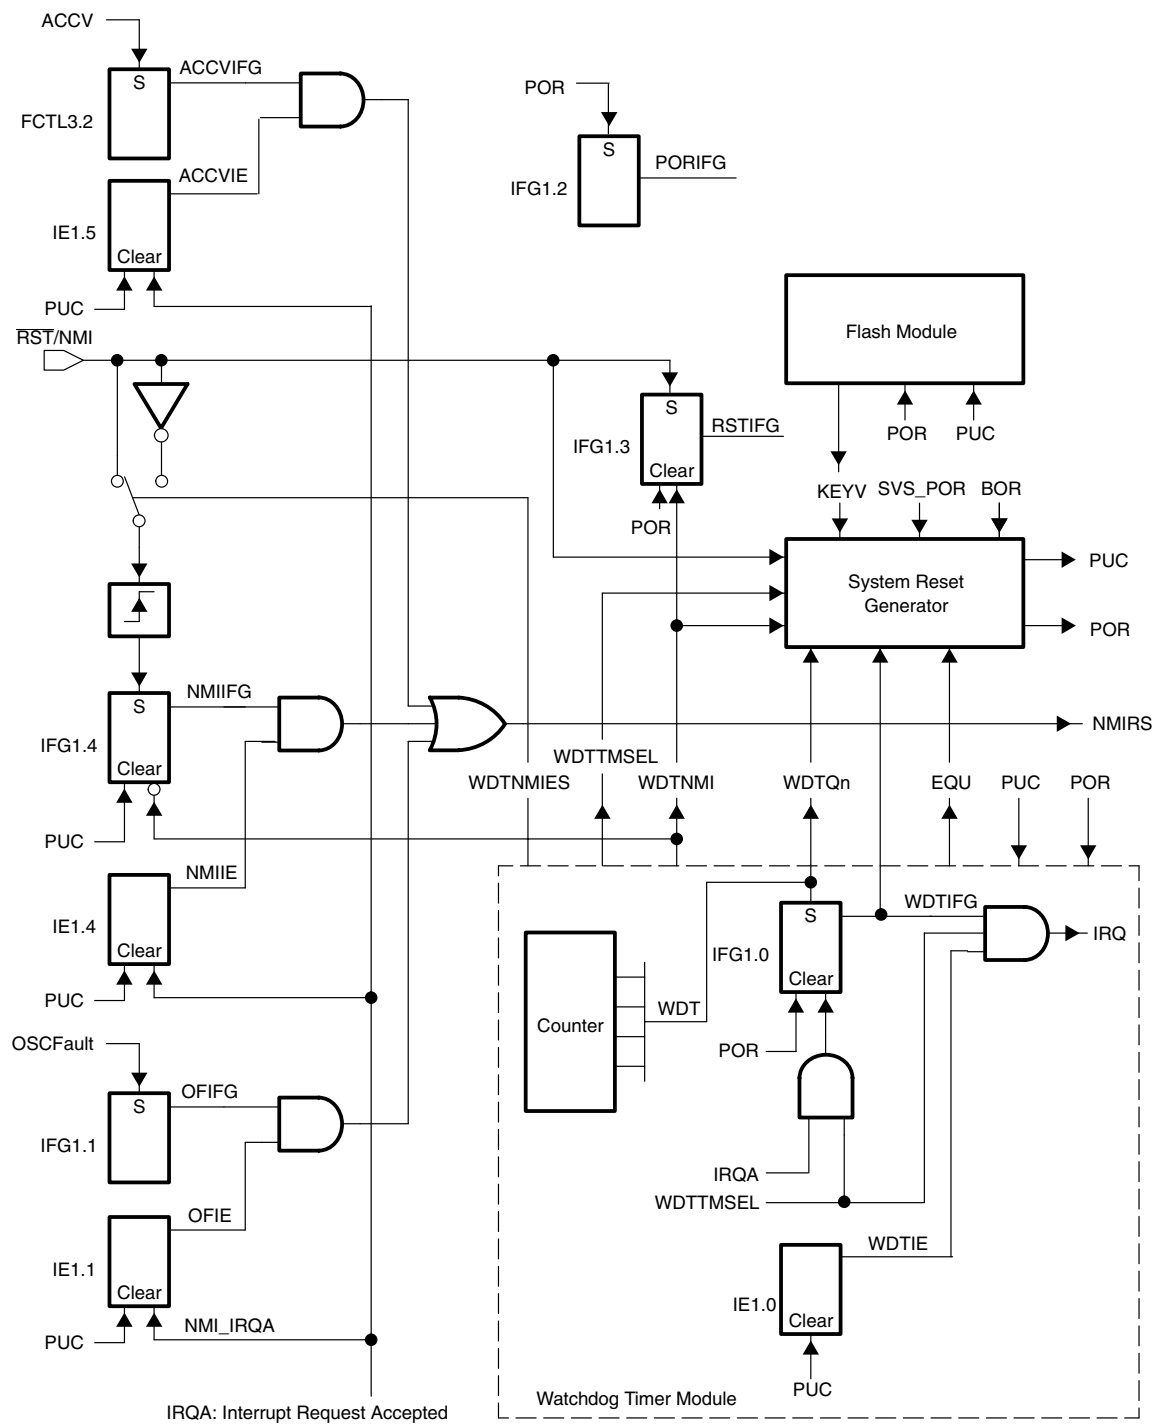 ACCV
S
ACCVIFG
FCTL3.2
ACCVIE
IE1.5
Clear
PUC
POR
S
PORIFG
IFG1.2
RST/NMI
Flash Module
POR
PUC
S
RSTIFG
IFG1.3
Clear
POR
KEYV
SVS_POR
BOR
System Reset
Generator
PUC
POR
S
NMIIFG
IFG1.4
Clear
PUC
NMIRS
WDTTMSEL
WDTNMIES
WDTNMI
WDTQn
EQU
PUC
POR
NMIIE
IE1.4
Clear
PUC
S
WDTIFG
IRQ
IFG1.0
Clear
WDT
Counter
POR
OSCFault
S
OFIFG
IFG1.1
IRQA
WDTTMSEL
OFIE
IE1.1
Clear
NMI_IRQA
PUC
WDTIE
IE1.0
Clear
PUC
Watchdog Timer Module
IRQA: Interrupt Request Accepted